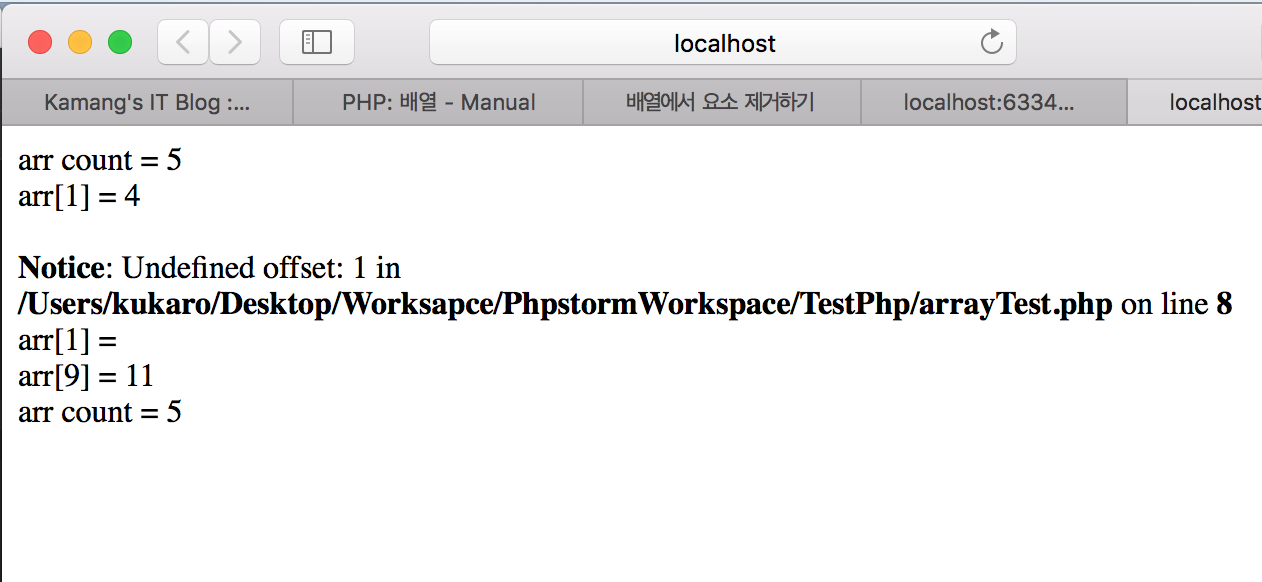 localhost
Kamang's IT Blog :...
PHP: 배열 - Manual
배열에서 요소 제거하기
localhost:6334...
localhost
arr count = 5
arr[1] = 4
Notice: Undefined offset: 1 in
/Users/kukaro/Desktop/Worksapce/PhpstormWorkspace/TestPhp/arrayTest.php on line 8
arr[1] =
arr[9] = 11
arr count = 5